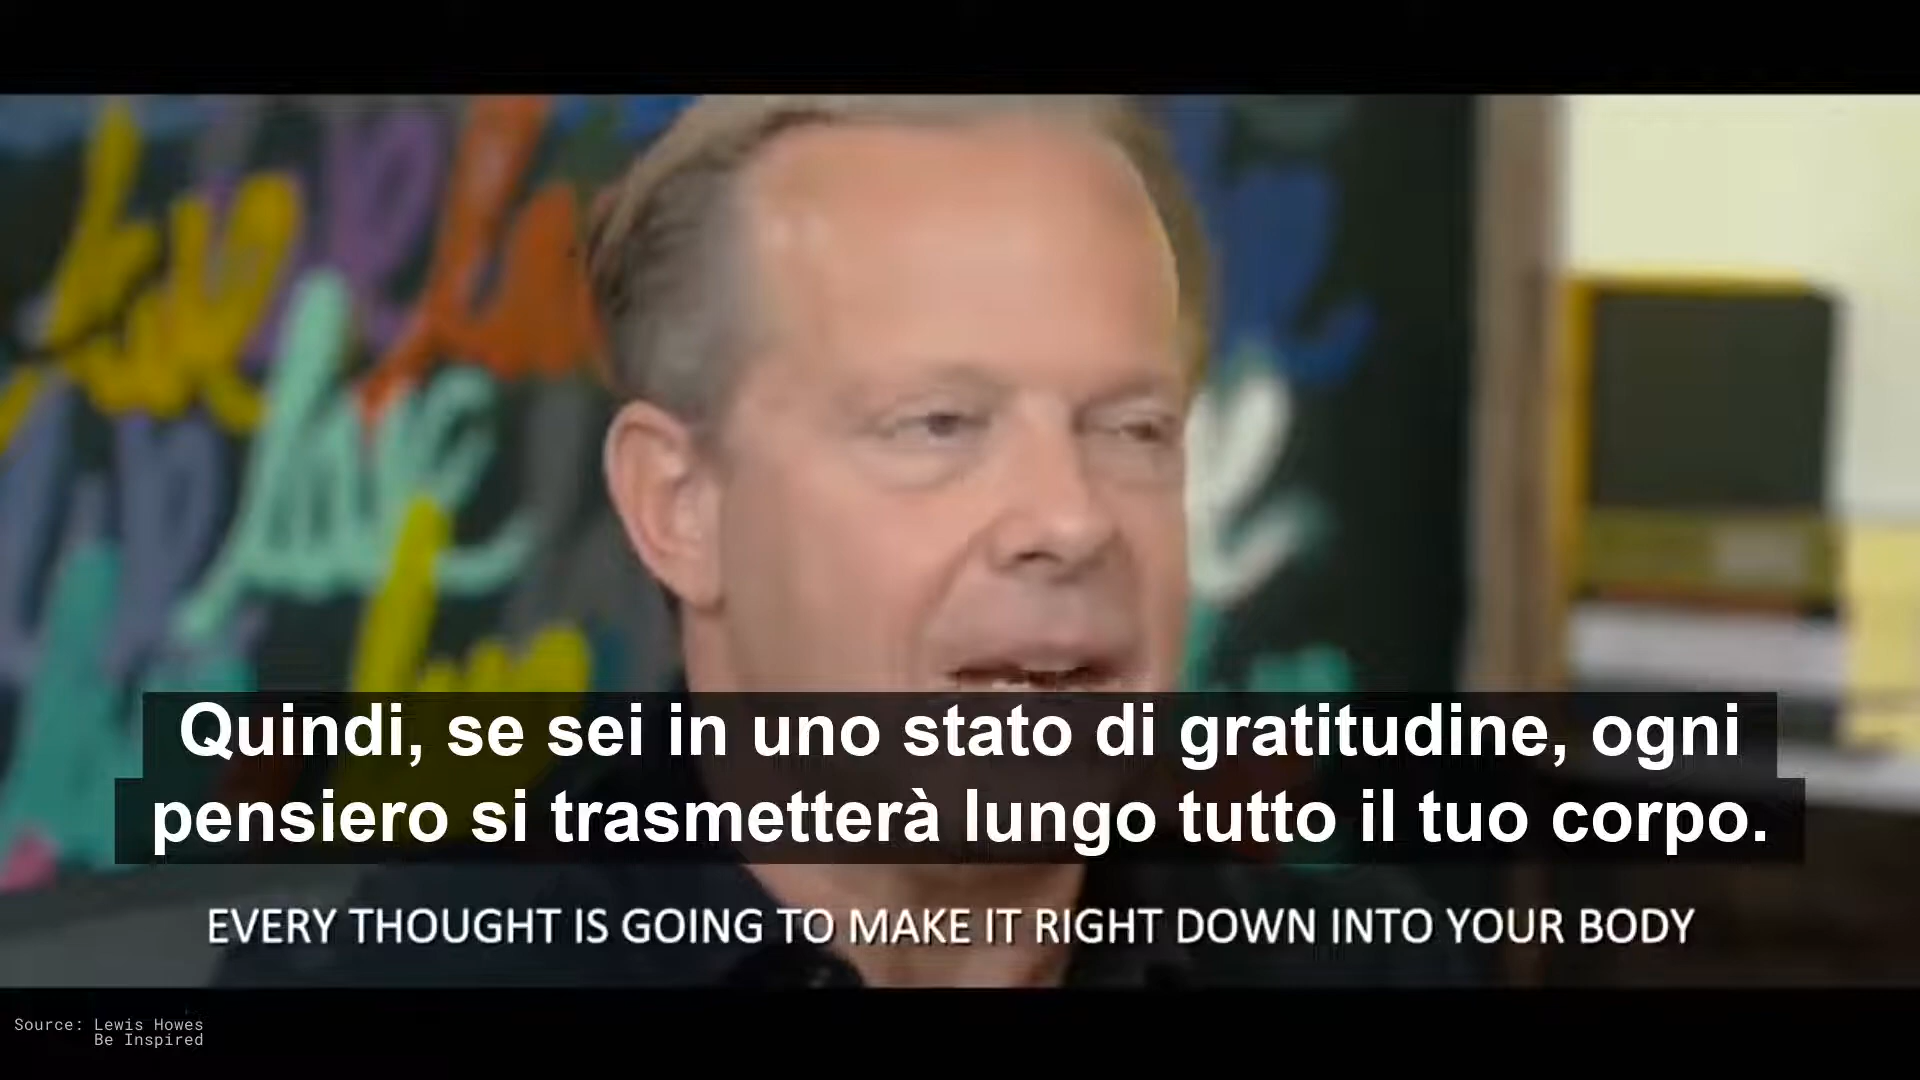 Quindi, se sei in uno stato di gratitudine, ogni
pensiero si trasmetterà lungo tutto il tuo corpo.
EVERY THOUGHT IS GOING TO MAKE IT RIGHT DOWN INTO YOUR BODY
Source: Lewis Howes
Be Inspired